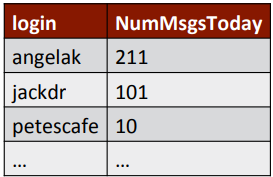 login NumMsgsToday
angelak 211
jackdr 101
petescafe 10
… …